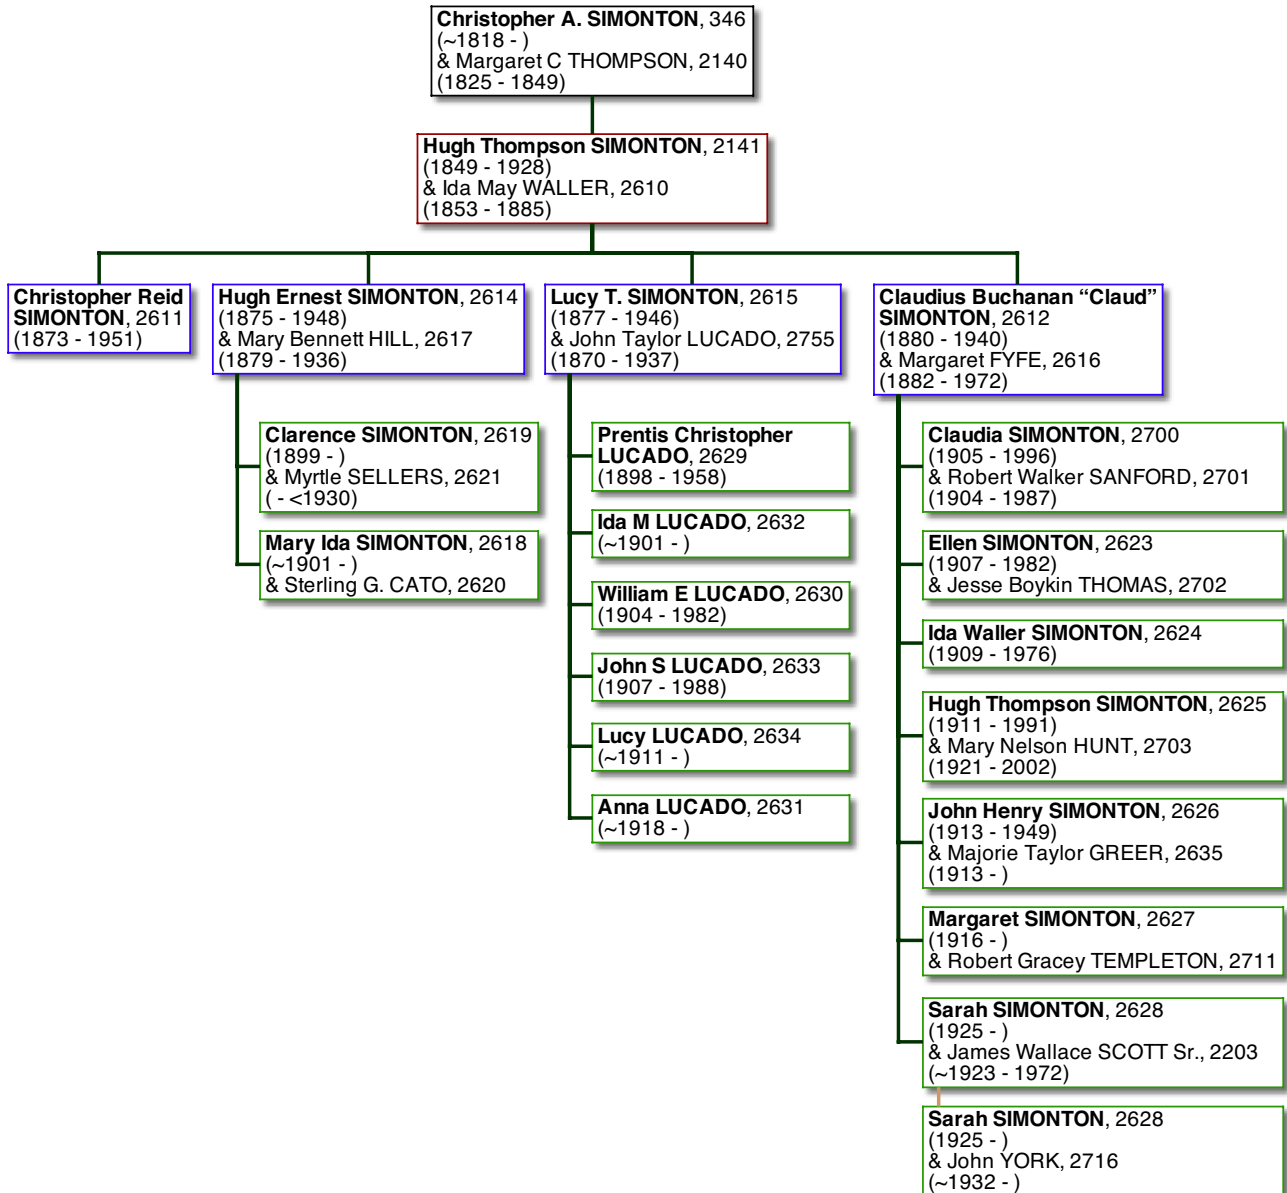 Christopher A. SIMONTON, 346
(~1818 - )
& Margaret C THOMPSON, 2140
(1825 - 1849)
Hugh Thompson SIMONTON, 2141
(1849 - 1928)
& Ida May WALLER, 2610
(1853 - 1885)
Christopher Reid
SIMONTON, 2611
(1873 - 1951)
Hugh Ernest SIMONTON, 2614
(1875 - 1948)
& Mary Bennett HILL, 2617
(1879 - 1936)
Clarence SIMONTON, 2619
(1899 - )
& Myrtle SELLERS, 2621
( - <1930)
Mary Ida SIMONTON, 2618
(~1901 - )
& Sterling G. CATO, 2620
Lucy T. SIMONTON, 2615
(1877 - 1946)
& John Taylor LUCADO, 2755
(1870 - 1937)
Prentis Christopher
LUCADO, 2629
(1898 - 1958)
Ida M LUCADO, 2632
(~1901 - )
William E LUCADO, 2630
(1904 - 1982)
John S LUCADO, 2633
(1907 - 1988)
Lucy LUCADO, 2634
(~1911 - )
Anna LUCADO, 2631
(~1918 - )
Claudius Buchanan “Claud”
SIMONTON, 2612
(1880 - 1940)
& Margaret FYFE, 2616
(1882 - 1972)
Claudia SIMONTON, 2700
(1905 - 1996)
& Robert Walker SANFORD, 2701
(1904 - 1987)
Ellen SIMONTON, 2623
(1907 - 1982)
& Jesse Boykin THOMAS, 2702
Ida Waller SIMONTON, 2624
(1909 - 1976)
Hugh Thompson SIMONTON, 2625
(1911 - 1991)
& Mary Nelson HUNT, 2703
(1921 - 2002)
John Henry SIMONTON, 2626
(1913 - 1949)
& Majorie Taylor GREER, 2635
(1913 - )
Margaret SIMONTON, 2627
(1916 - )
& Robert Gracey TEMPLETON, 2711
Sarah SIMONTON, 2628
(1925 - )
& James Wallace SCOTT Sr., 2203
(~1923 - 1972)
Sarah SIMONTON, 2628
(1925 - )
& John YORK, 2716
(~1932 - )